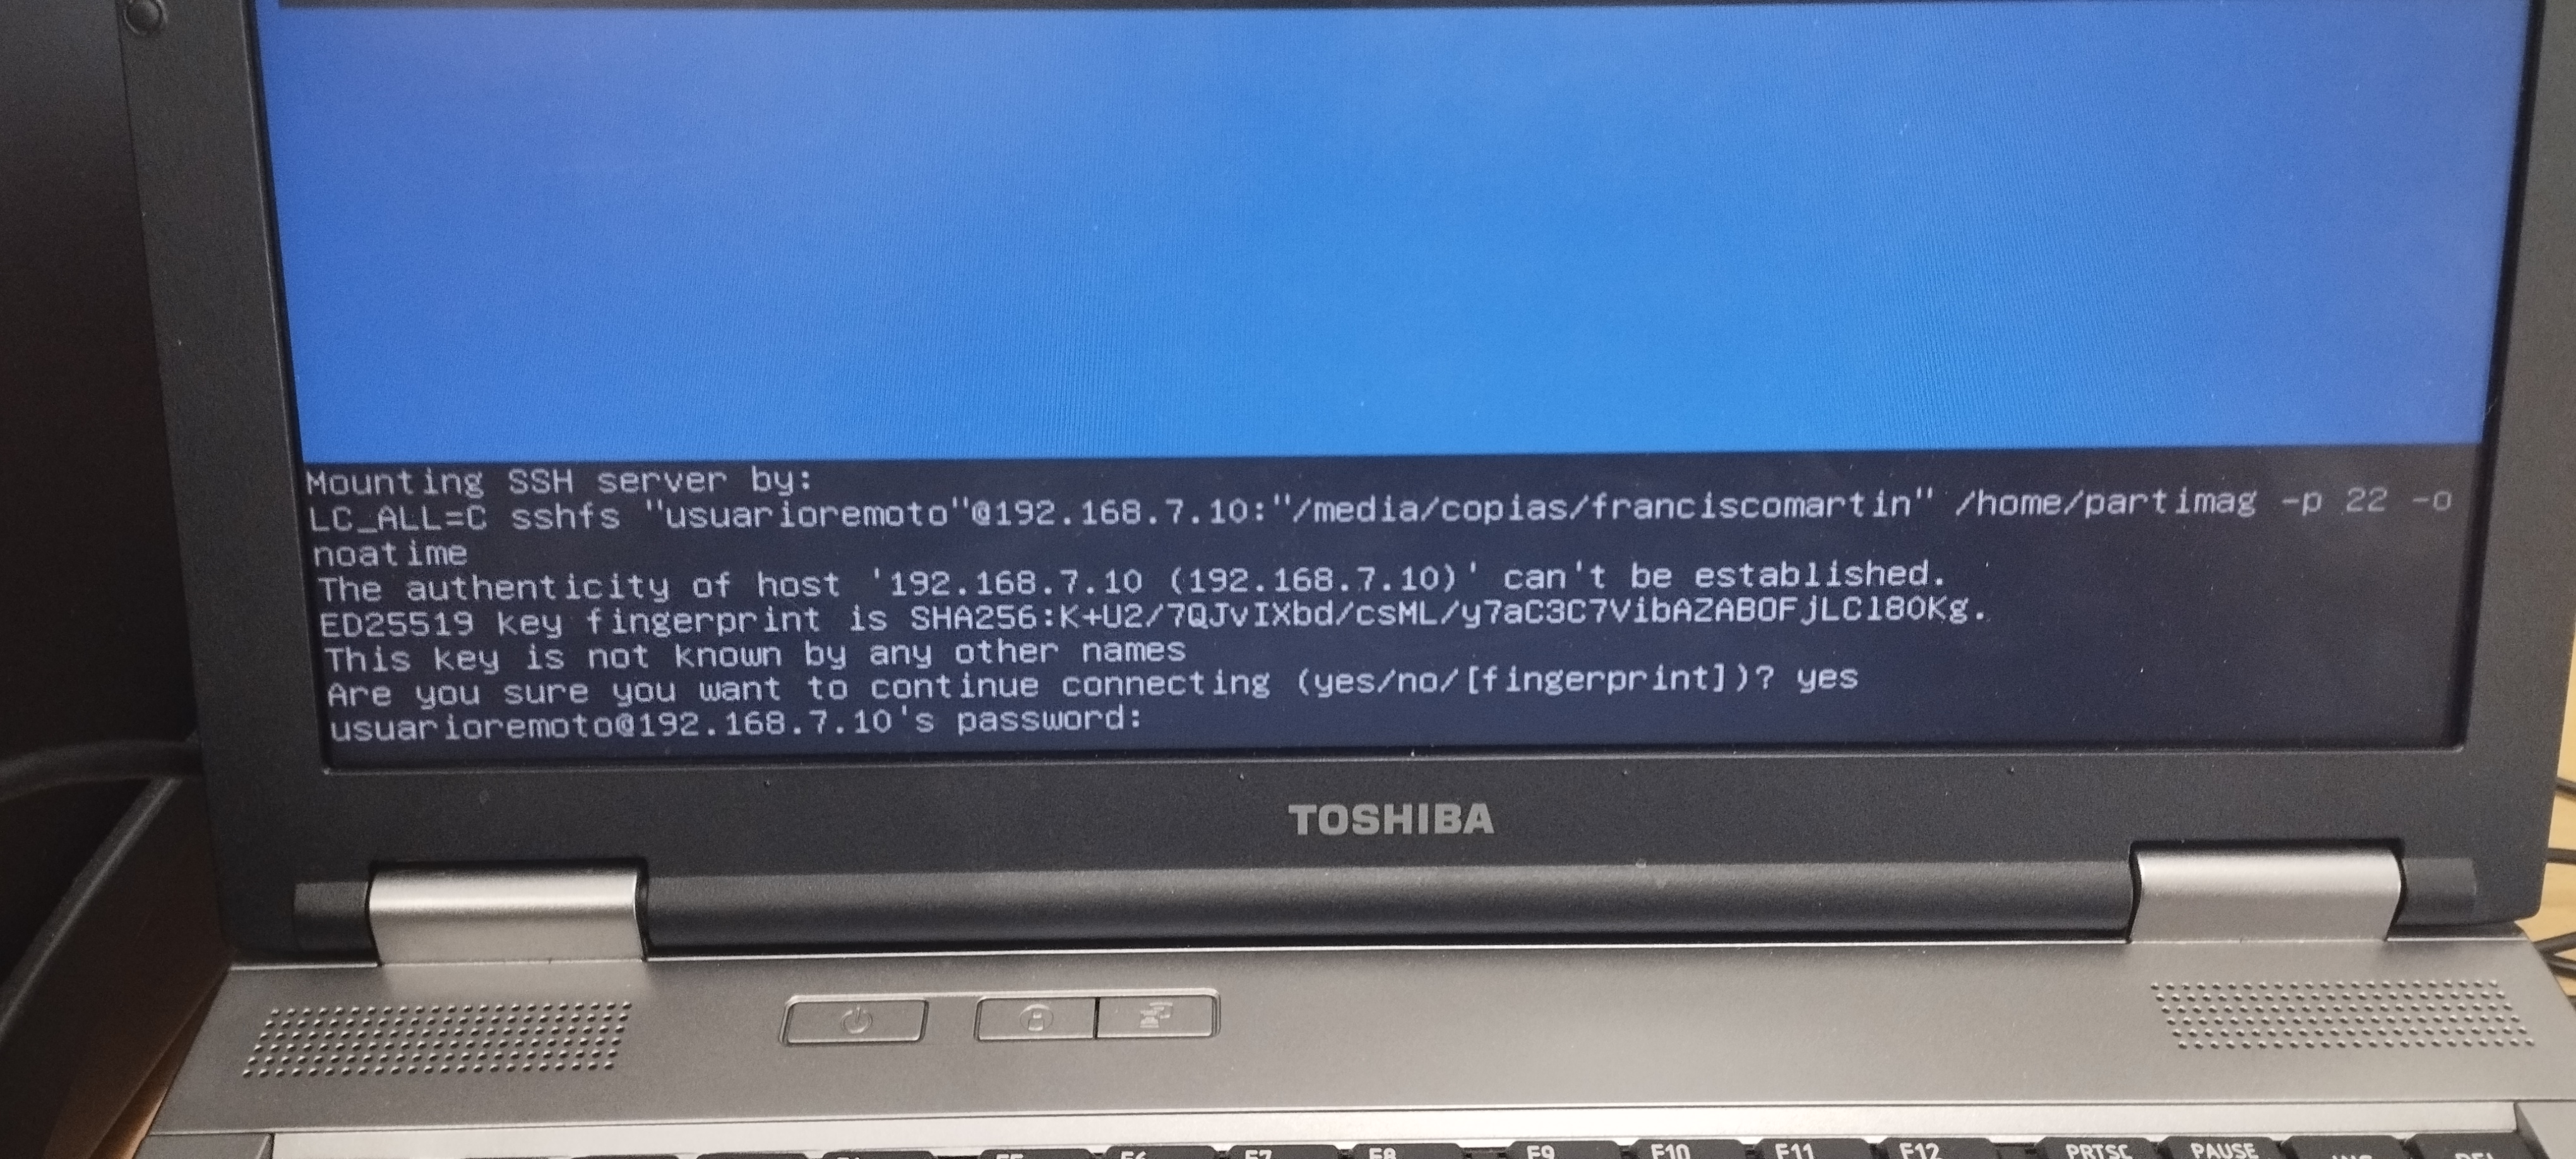 Mounting SSH server by:
LC_ALL=C sshfs "usuarioremoto"@192.168.7.10:"/media/copias/franciscomartin" /home/partimag -p 22 -o
noatime
The authenticity of host '192.168.7.10 (192.168.7.10)' can't be established.
ED25519 key fingerprint is SHA256:K+U2/7QJvIXbd/csML/y7aC3C7VibAZABOFjLCl80Kg.
This key is not known by any other names
Are you sure you want to continue connecting (yes/no/[fingerprint])? yes
usuarioremoto@192.168.7.10's password:
TOSHIBA
F6 F7 F8 F9 F10 F11 F12 PRTSC PAUSE